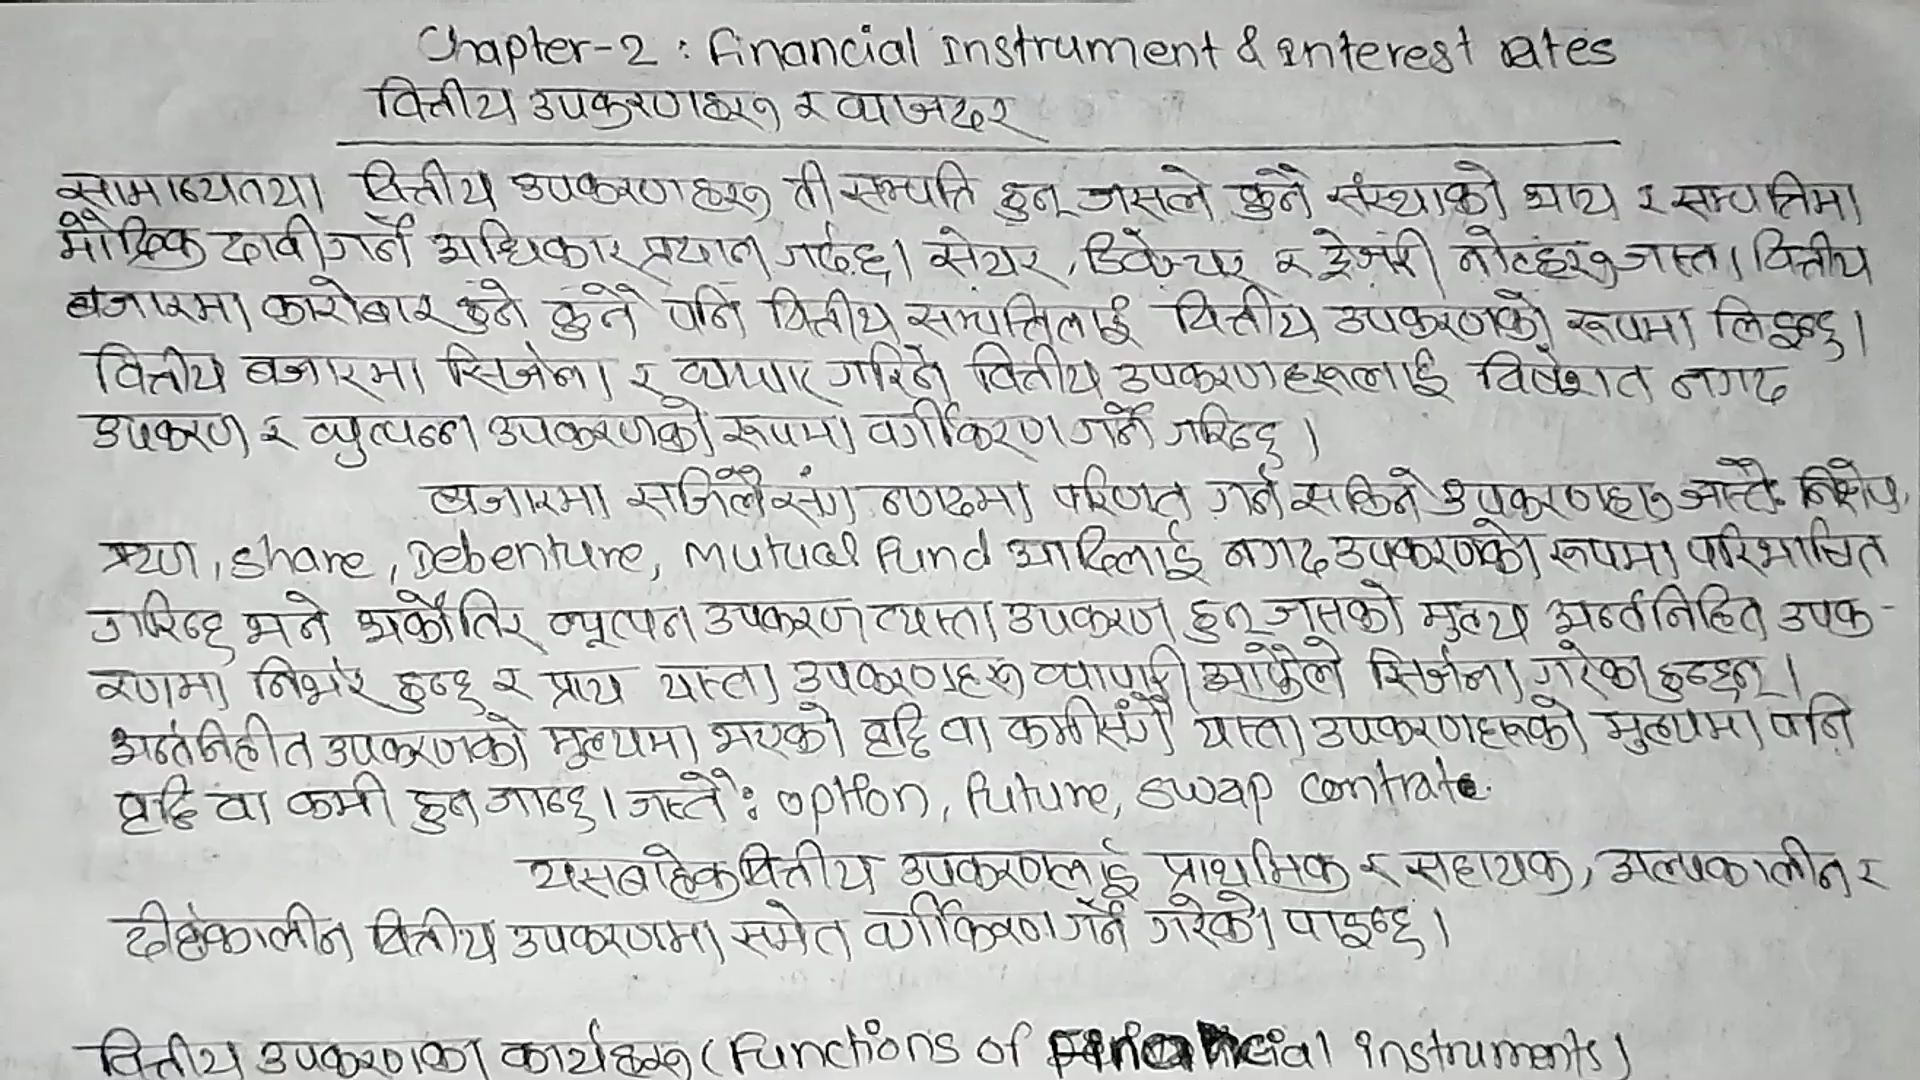 Chapter-2 : Financial Instrument & Interest Rates
वित्तीय उपकरणहरू र व्याजदर
सामान्यतया वित्तीय उपकरणहरू ती सम्पत्ति हुन् जसले कुनै संस्थाको आय र सम्पत्तिमा
मौद्रिक दावी गर्ने अधिकार प्रदान गर्दछ। सेयर, डिवेन्चर र ट्रेजरी नोटहरू जस्ता वित्तीय
बजारमा कारोबार हुने कुनै पनि वित्तीय सम्पत्तिलाई वित्तीय उपकरणको रूपमा लिइन्छ।
वित्तीय बजारमा सिर्जना र व्यापार गरिने वित्तीय उपकरणहरूलाई विषेशत नगद
उपकरण र व्युत्पन्न उपकरणको रूपमा वर्गीकरण गर्ने गरिन्छ।
बजारमा सजिलैसंग नगदमा परिणत गर्न सकिने उपकरणहरू जस्तैः निक्षेप,
ऋण, share, Debenture, Mutual Fund आदिलाई नगद उपकरणको रूपमा परिभाषित
गरिन्छ भने अर्कोतिर व्यूत्पन उपकरण त्यस्ता उपकरण हुन् जसको मुल्य अर्न्तनिहित उपक-
रणमा निर्भर हुन्छ र प्राय यस्ता उपकरणहरू व्यापारी आफैले सिर्जना गरेका हुन्छन्।
अर्न्तनिहीत उपकरणको मुल्यमा भएको वृद्दि वा कमीसंगै यस्ता उपकरणहरूको मुल्यमा पनि
वृद्दि वा कमी हुन जान्छ। जस्तै: option, Future, swap contrate.
यसबाहेक वित्तीय उपकरणलाई प्राथमिक र सहायक, अल्पकालीन र
दीर्घकालीन वित्तीय उपकरणमा समेत वर्गीकिरण गर्ने गरेको पाइन्छ।
वित्तीय उपकरणका कार्यहरू (Functions of Financial instruments)